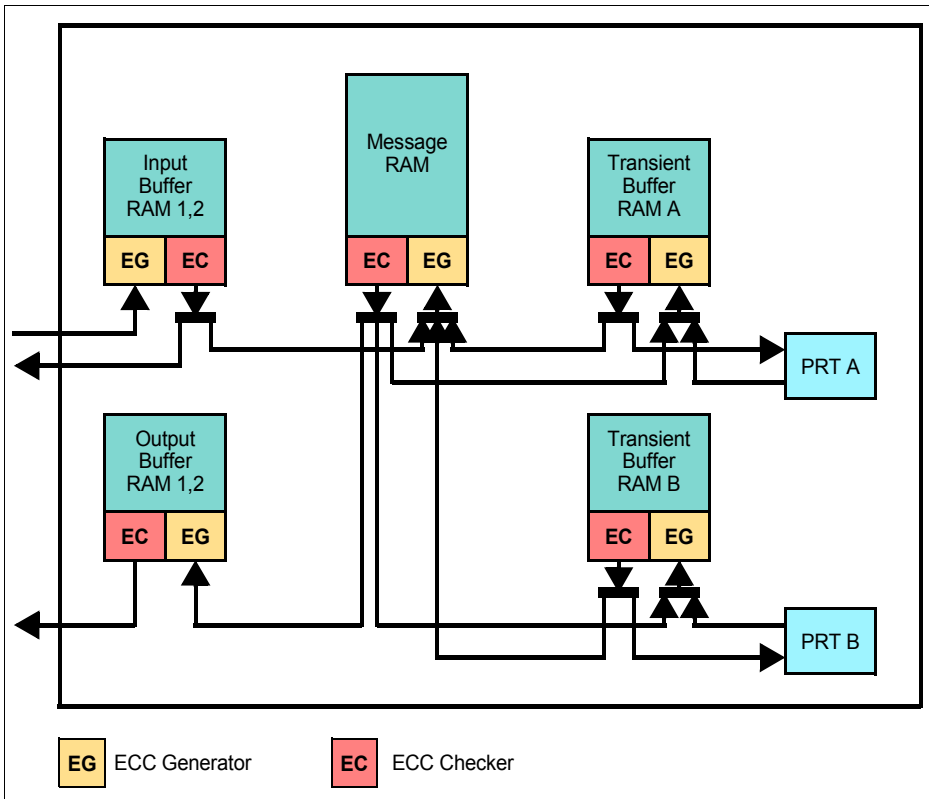 Input
Buffer
RAM 1,2
EG
EC
Message
RAM
EC
EG
Transient
Buffer
RAM A
EC
EG
PRT A
Output
Buffer
RAM 1,2
EC
EG
Transient
Buffer
RAM B
EC
EG
PRT B
EG
ECC Generator
EC
ECC Checker